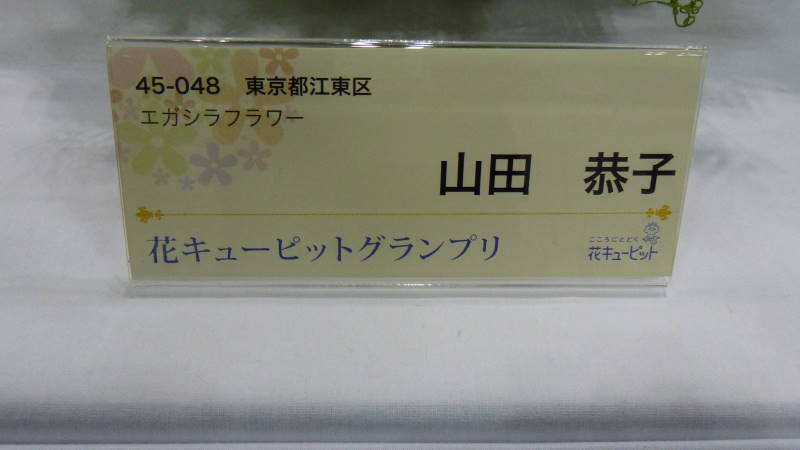 45-048　東京都江東区
エガシラフラワー
山田　恭子
花キューピットグランプリ
こころにとどく
花キューピット